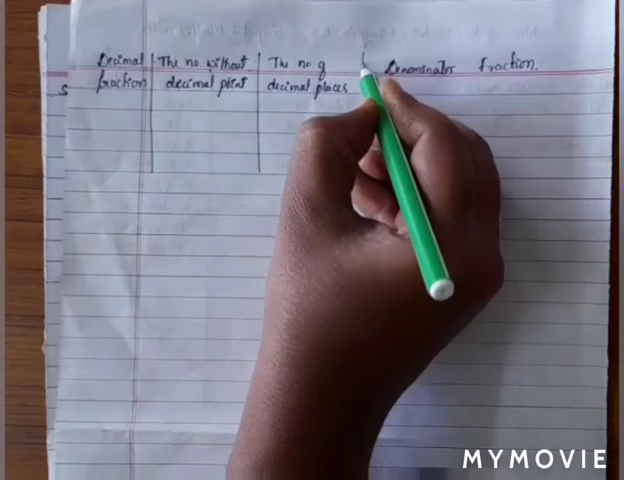 Decimal The no. without The no of Denominator fraction.
s fraction decimal point decimal places
MYMOVIE